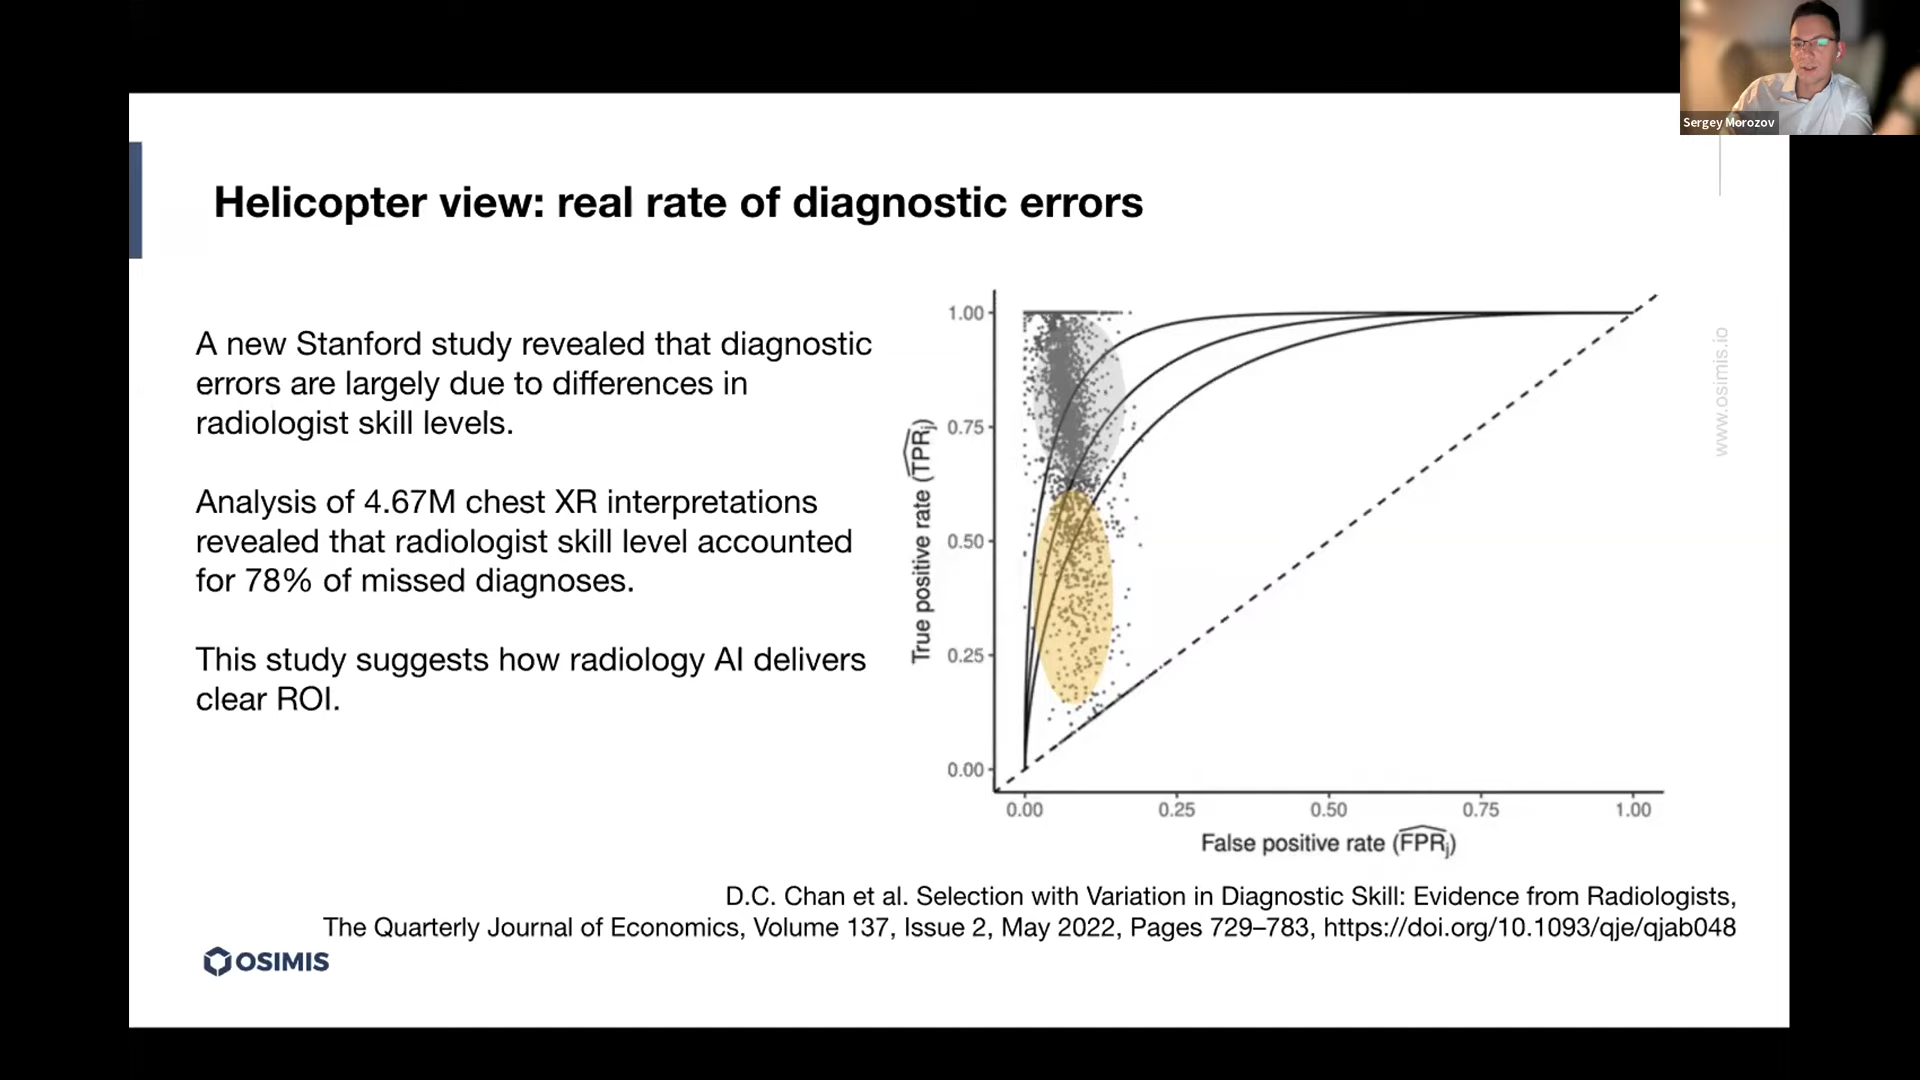 Sergey Morozov
Helicopter view: real rate of diagnostic errors
A new Stanford study revealed that diagnostic
errors are largely due to differences in
radiologist skill levels.
Analysis of 4.67M chest XR interpretations
revealed that radiologist skill level accounted
for 78% of missed diagnoses.
This study suggests how radiology AI delivers
clear ROI.
True positive rate (TPRj)
1.00
0.75
0.50
0.25
0.00
0.00 0.25 0.50 0.75 1.00
False positive rate (FPRj)
www.osimis.io
D.C. Chan et al. Selection with Variation in Diagnostic Skill: Evidence from Radiologists,
The Quarterly Journal of Economics, Volume 137, Issue 2, May 2022, Pages 729–783, https://doi.org/10.1093/qje/qjab048
OSIMIS